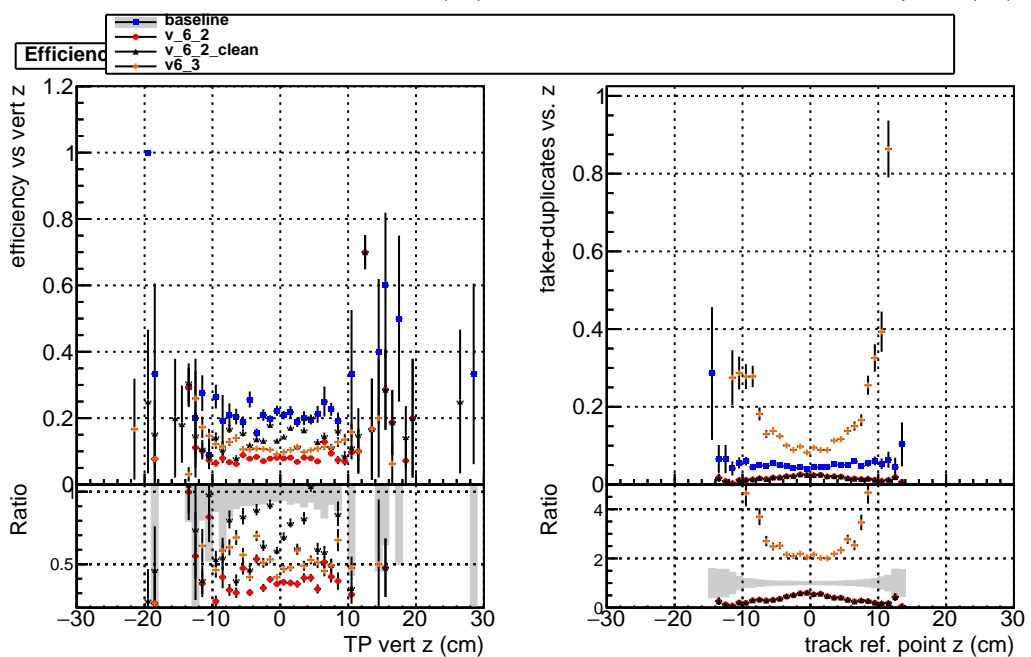 baseline
v_6_2
v_6_2_clean
v6_3
Efficienc
efficiency vs vert z
1.2
1
0.8
0.6
0.4
0.2
0
Ratio
1
0.5
−30 −20 −10 0 10 20 30
TP vert z (cm)
fake+duplicates vs. z
1
0.8
0.6
0.4
0.2
0
Ratio
4
2
0
−30 −20 −10 0 10 20 30
track ref. point z (cm)